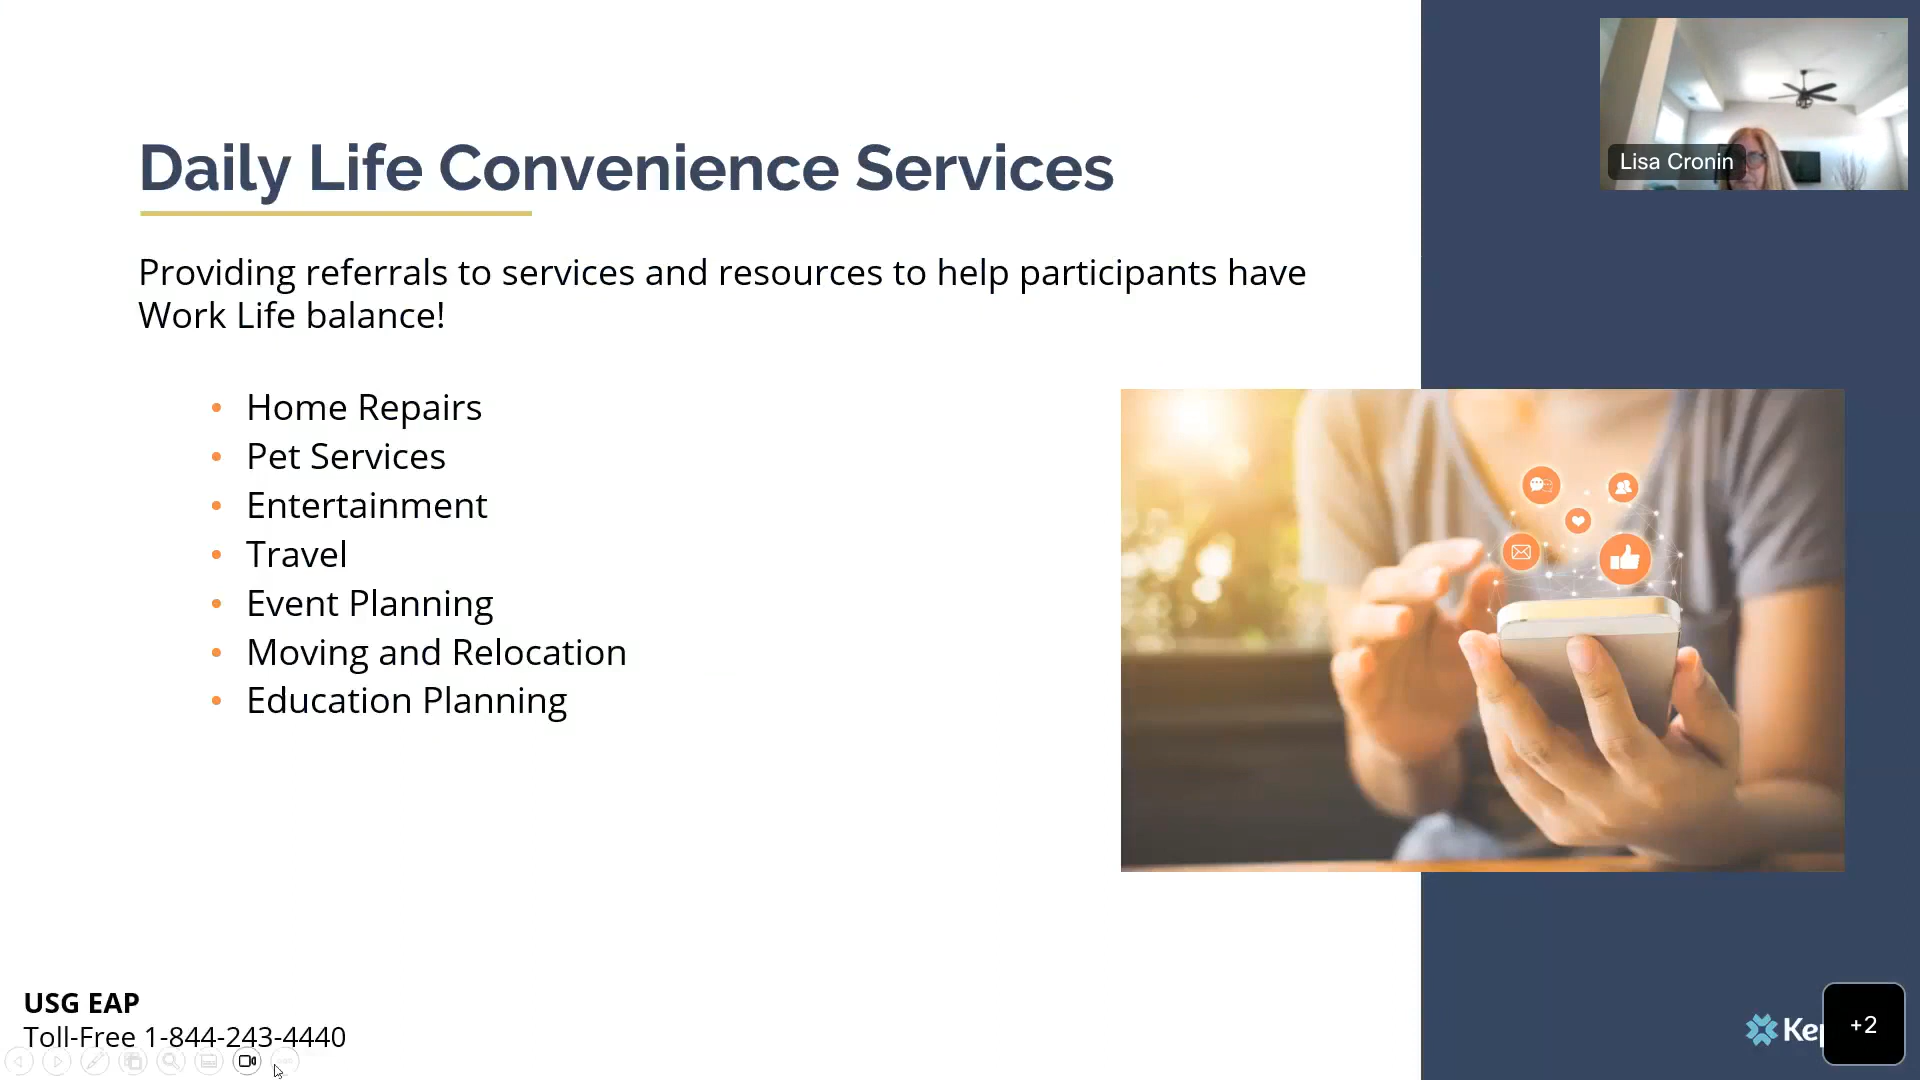 Daily Life Convenience Services
Lisa Cronin
Providing referrals to services and resources to help participants have
Work Life balance!
• Home Repairs
• Pet Services
• Entertainment
• Travel
• Event Planning
• Moving and Relocation
• Education Planning
USG EAP
Toll-Free 1-844-243-4440
+2